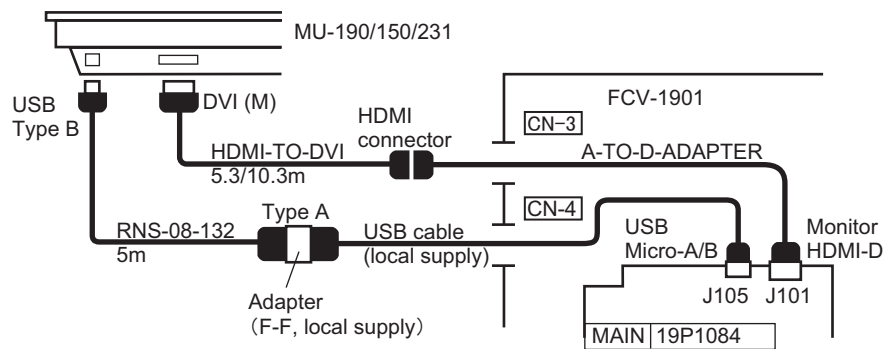 MU-190/150/231
USB
Type B
DVI (M)
HDMI
connector
FCV-1901
CN-3
HDMI-TO-DVI
5.3/10.3m
A-TO-D-ADAPTER
CN-4
Type A
RNS-08-132
5m
USB cable
(local supply)
USB
Micro-A/B
Monitor
HDMI-D
Adapter
(F-F, local supply)
J105
J101
MAIN
19P1084